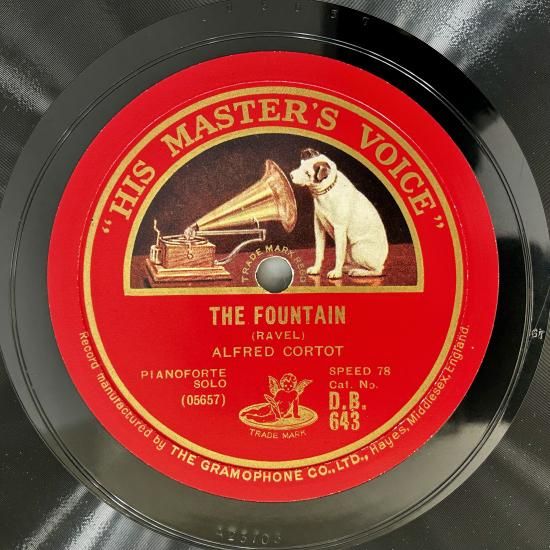 "HIS MASTER'S VOICE"
TRADE MARK REGD
THE FOUNTAIN
(RAVEL)
ALFRED CORTOT
PIANOFORTE
SOLO
(05657)
SPEED 78
Cat. No.
D.B.
643
TRADE MARK
Record manufactured by THE GRAMOPHONE CO., LTD., Hayes, Middlesex, England.